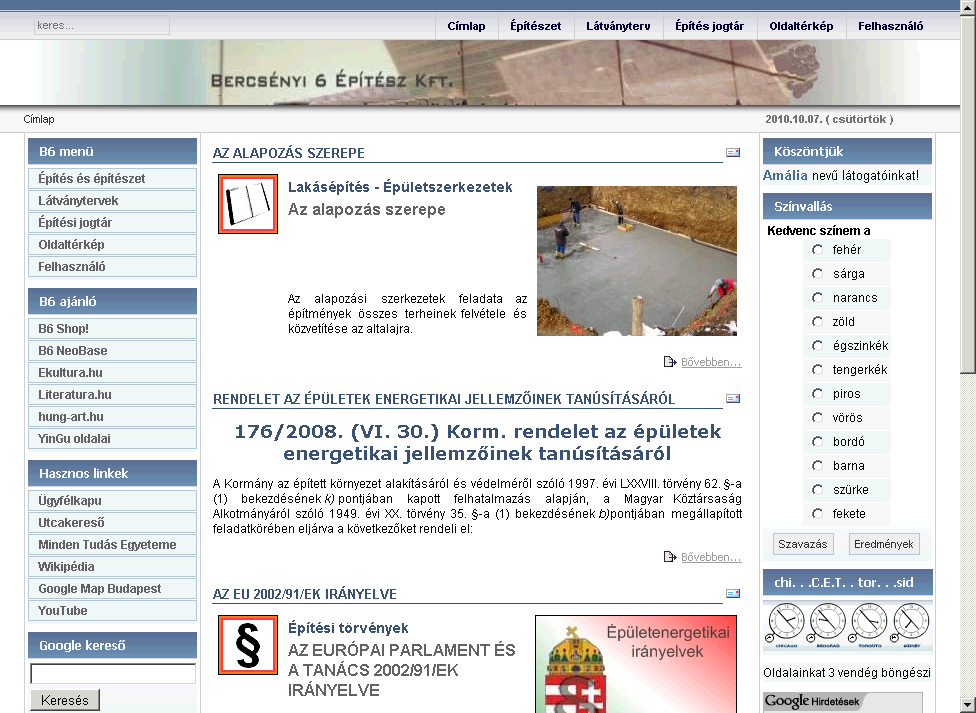 keres...
Címlap
Építészet
Látványterv
Építés jogtár
Oldaltérkép
Felhasználó
BERCSÉNYI 6 ÉPÍTÉSZ KFT.
Címlap
2010.10.07. ( csütörtök )
B6 menü
Építés és építészet
Látványtervek
Építési jogtár
Oldaltérkép
Felhasználó
B6 ajánló
B6 Shop!
B6 NeoBase
Ekultura.hu
Literatura.hu
hung-art.hu
YinGu oldalai
Hasznos linkek
Ügyfélkapu
Utcakereső
Minden Tudás Egyeteme
Wikipédia
Google Map Budapest
YouTube
Google kereső
Keresés
AZ ALAPOZÁS SZEREPE
Lakásépítés - Épületszerkezetek
Az alapozás szerepe
Az alapozási szerkezetek feladata az
építmények összes terheinek felvétele és
közvetítése az altalajra.
Bővebben...
RENDELET AZ ÉPÜLETEK ENERGETIKAI JELLEMZŐINEK TANÚSÍTÁSÁRÓL
176/2008. (VI. 30.) Korm. rendelet az épületek
energetikai jellemzőinek tanúsításáról
A Kormány az épített környezet alakításáról és védelméről szóló 1997. évi LXXVIII. törvény 62. §-a
(1) bekezdésének k) pontjában kapott felhatalmazás alapján, a Magyar Köztársaság
Alkotmányáról szóló 1949. évi XX. törvény 35. §-a (1) bekezdésének b)pontjában megállapított
feladatkörében eljárva a következőket rendeli el:
Bővebben...
AZ EU 2002/91/EK IRÁNYELVE
§
Építési törvények
AZ EURÓPAI PARLAMENT ÉS
A TANÁCS 2002/91/EK
IRÁNYELVE
Épületenergetikai
irányelvek
Köszöntjük
Amália nevű látogatóinkat!
Színvallás
Kedvenc színem a
fehér
sárga
narancs
zöld
égszinkék
tengerkék
piros
vörös
bordó
barna
szürke
fekete
Szavazás
Eredmények
chi. . .C.E.T. . tor. . .sid
CHICAGO
BELGRAD
TORONTO
SIDNEY
Oldalainkat 3 vendég böngészi
Google Hirdetések